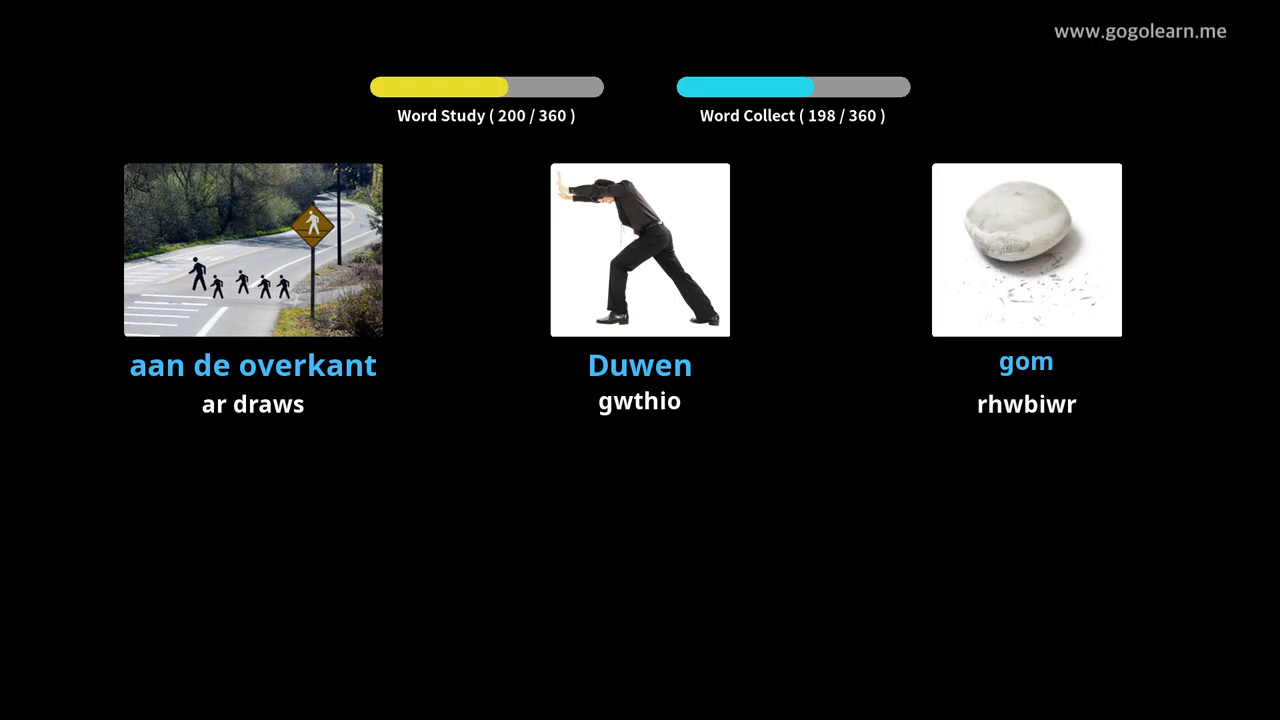 www.gogolearn.me
Word Study ( 200 / 360 )
Word Collect ( 198 / 360 )
aan de overkant
Duwen
gom
ar draws
gwthio
rhwbiwr